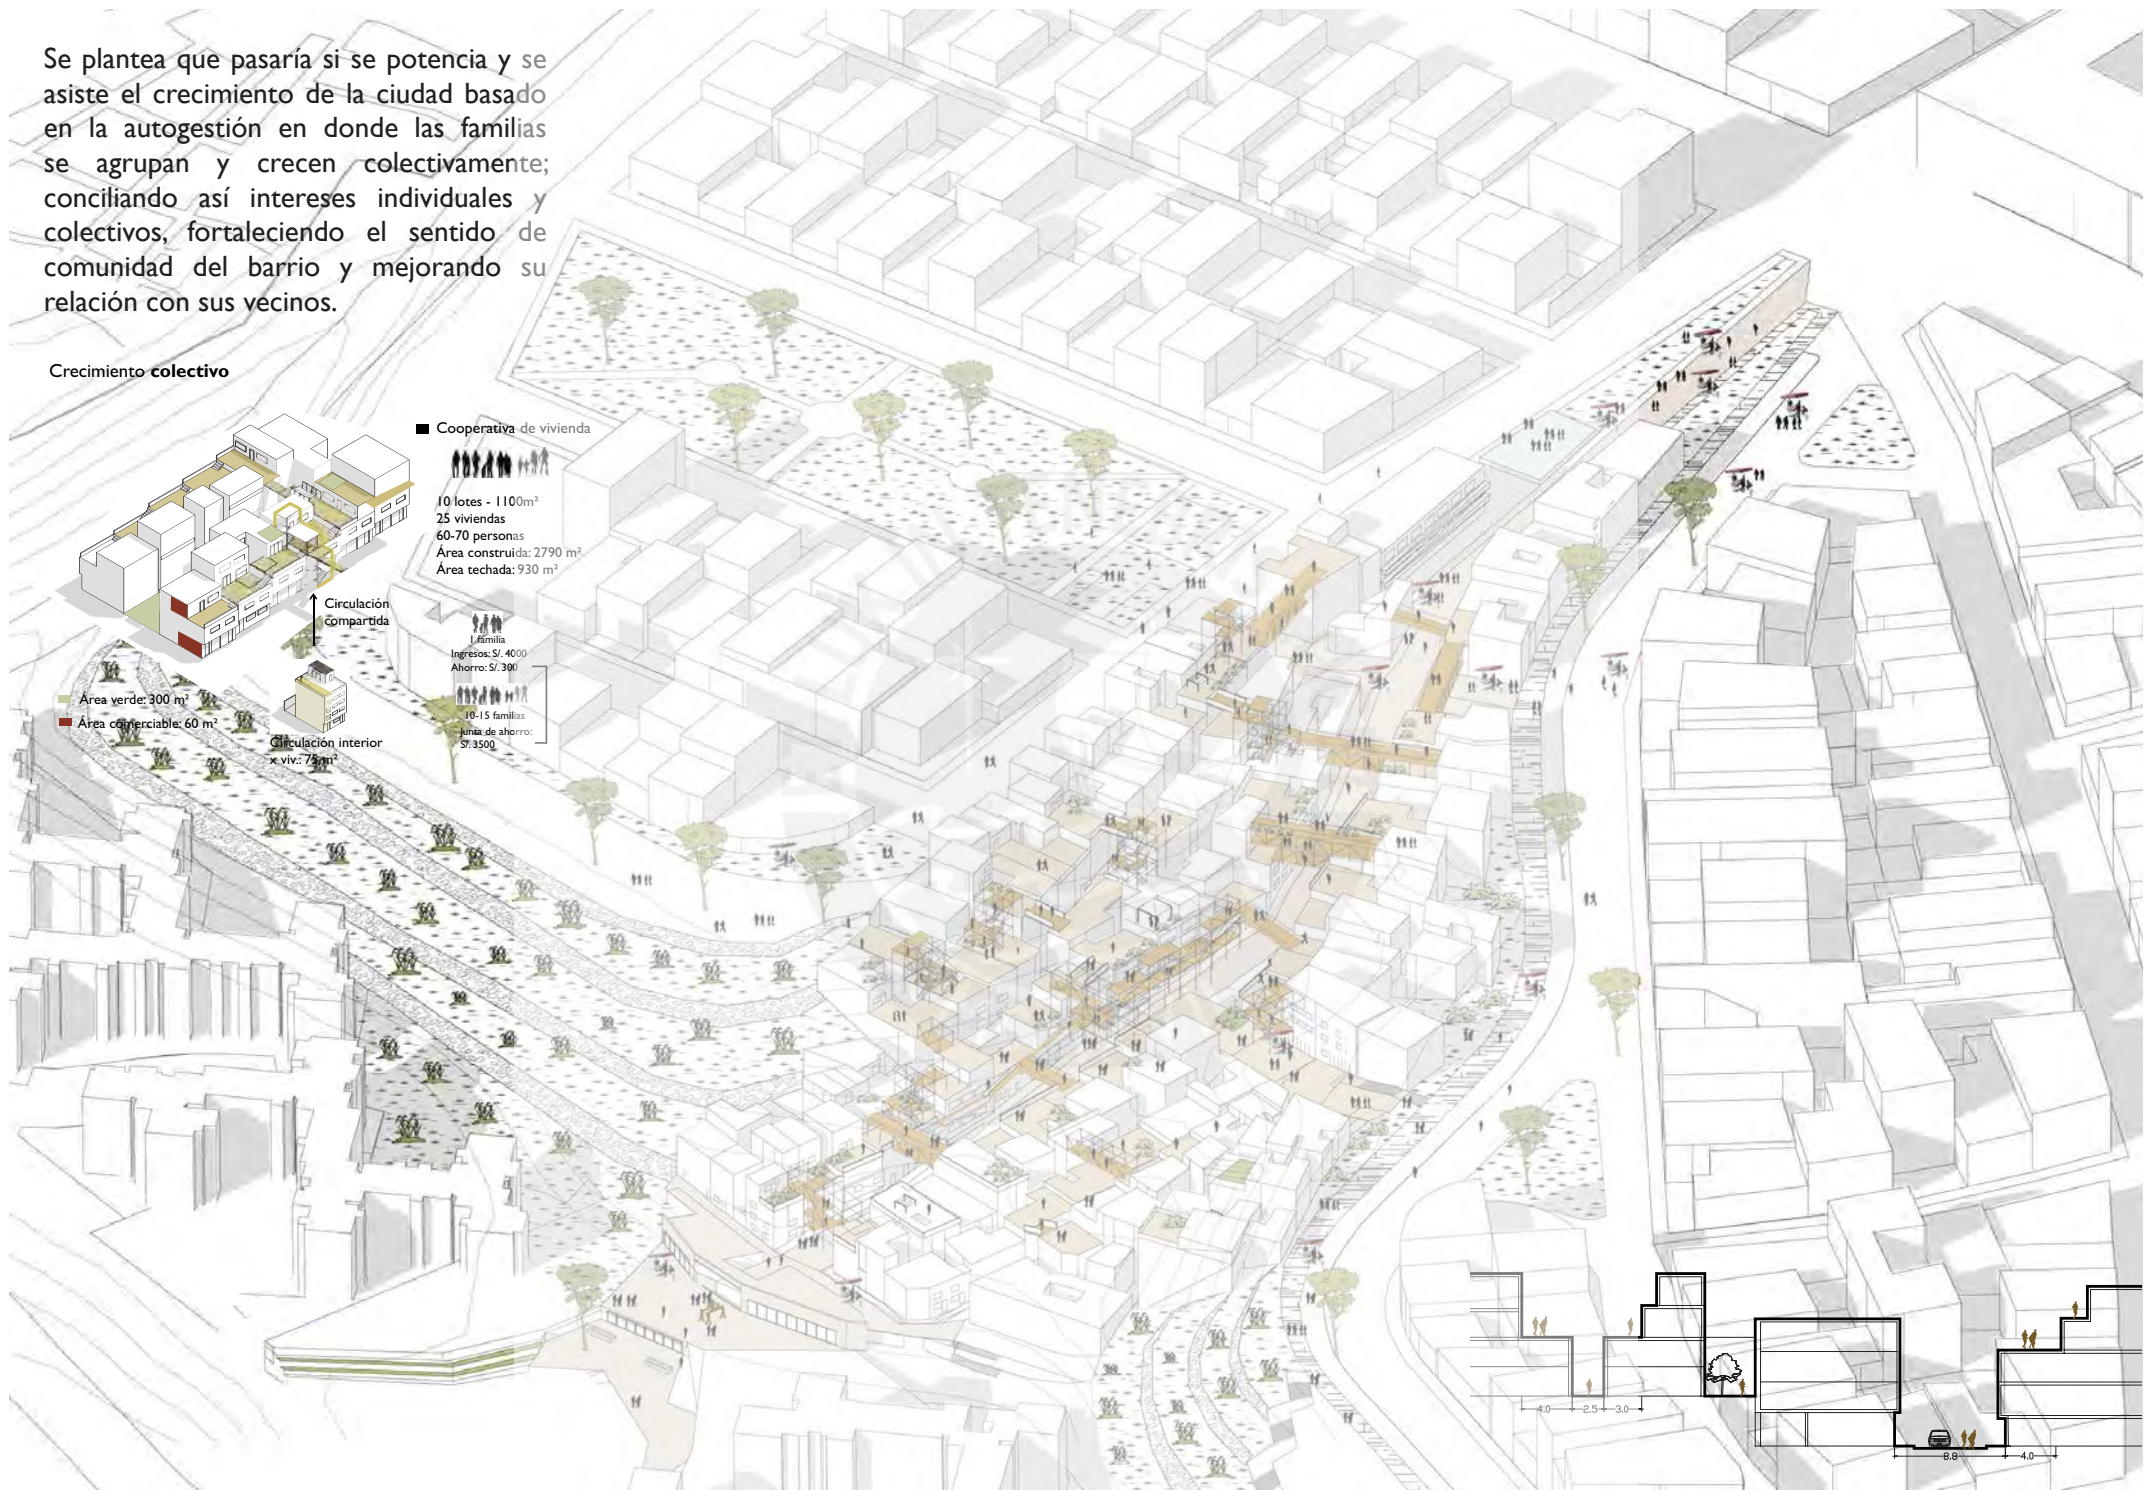 Se plantea que pasaría si se potencia y se
asiste el crecimiento de la ciudad basado
en la autogestión en donde las familias
se agrupan y crecen colectivamente;
conciliando así intereses individuales y
colectivos, fortaleciendo el sentido de
comunidad del barrio y mejorando su
relación con sus vecinos.
Crecimiento colectivo
Cooperativa de vivienda
10 lotes - 1100m²
25 viviendas
60-70 personas
Área construida: 2790 m²
Área techada: 930 m²
Circulación
compartida
1 familia
Ingresos: S/. 4000
Ahorro: S/. 300
10-15 familias
Junta de ahorro:
S/. 3500
Área verde: 300 m²
Área comerciable: 60 m²
Circulación interior
x viv.: 75 m²
4.0 2.5 3.0
8.8 4.0